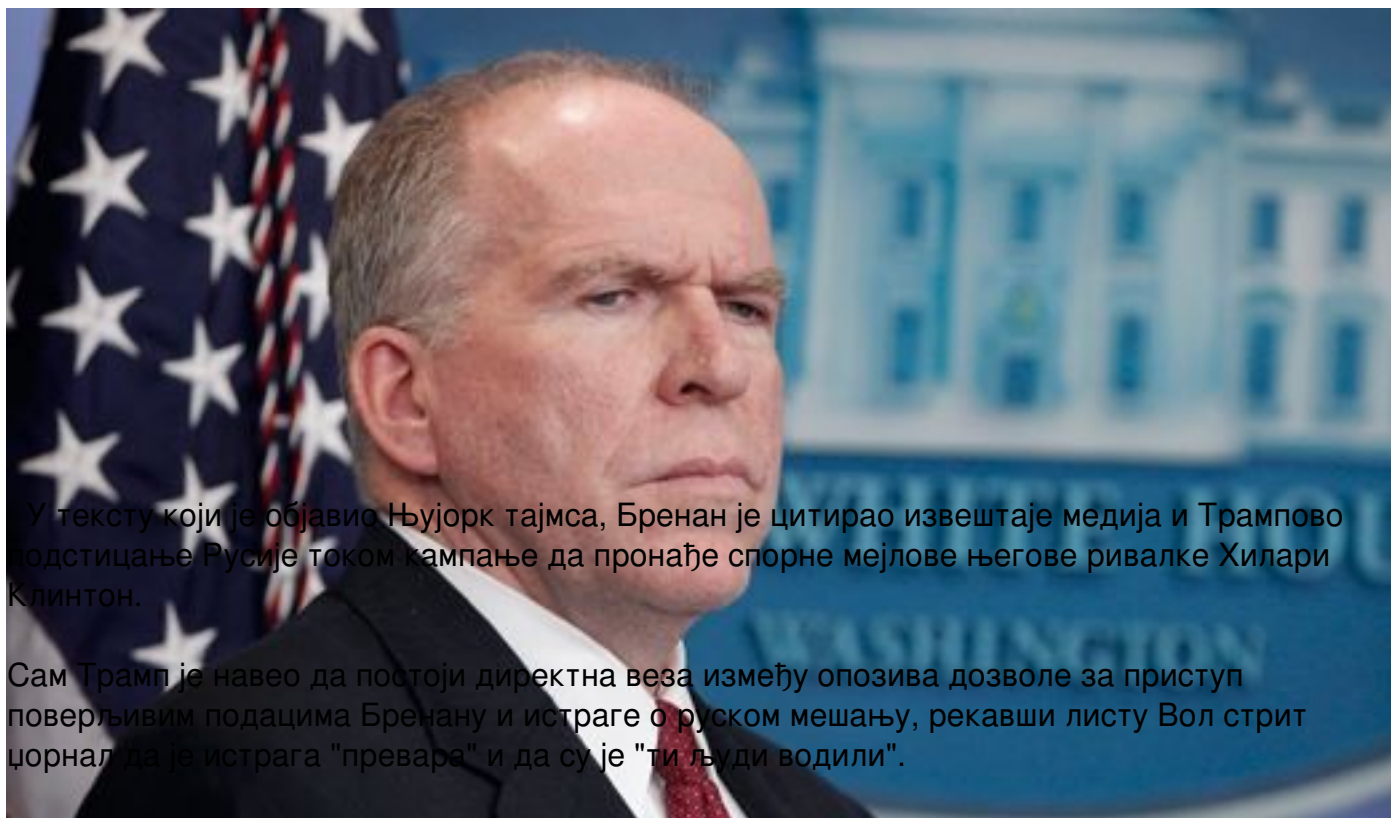 У тексту који је објавио Њујорк тајмса, Бренан је цитирао извештаје медија и Трампово
подстицање Русије током кампање да пронађе спорне мејлове његове ривалке Хилари
Клинтон.
Сам Трамп је навео да постоји директна веза између опозива дозволе за приступ
поверљивим подацима Бренану и истраге о руском мешању, рекавши листу Вол стрит
џорнал да је истрага "превара" и да су је "ти људи водили".
WHITE HOU
WASHINGTON